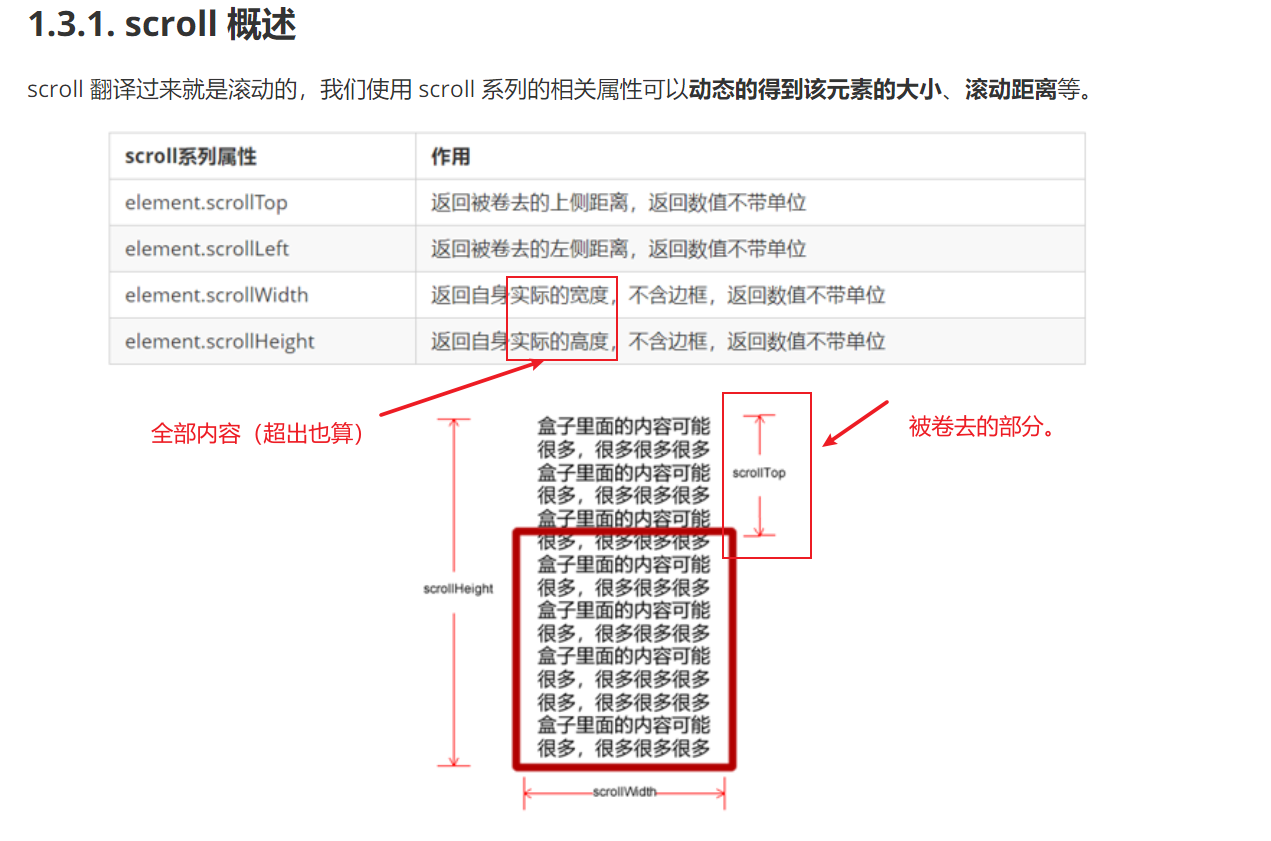 1.3.1. scroll 概述
scroll 翻译过来就是滚动的，我们使用 scroll 系列的相关属性可以动态的得到该元素的大小、滚动距离等。
scroll系列属性 作用
element.scrollTop 返回被卷去的上侧距离，返回数值不带单位
element.scrollLeft 返回被卷去的左侧距离，返回数值不带单位
element.scrollWidth 返回自身实际的宽度，不含边框，返回数值不带单位
element.scrollHeight 返回自身实际的高度，不含边框，返回数值不带单位
全部内容（超出也算）
被卷去的部分。
盒子里面的内容可能
很多，很多很多很多
盒子里面的内容可能
很多，很多很多很多
盒子里面的内容可能
很多，很多很多很多
盒子里面的内容可能
很多，很多很多很多
盒子里面的内容可能
很多，很多很多很多
盒子里面的内容可能
很多，很多很多很多
很多，很多很多很多
盒子里面的内容可能
很多，很多很多很多
scrollTop
scrollHeight
scrollWidth